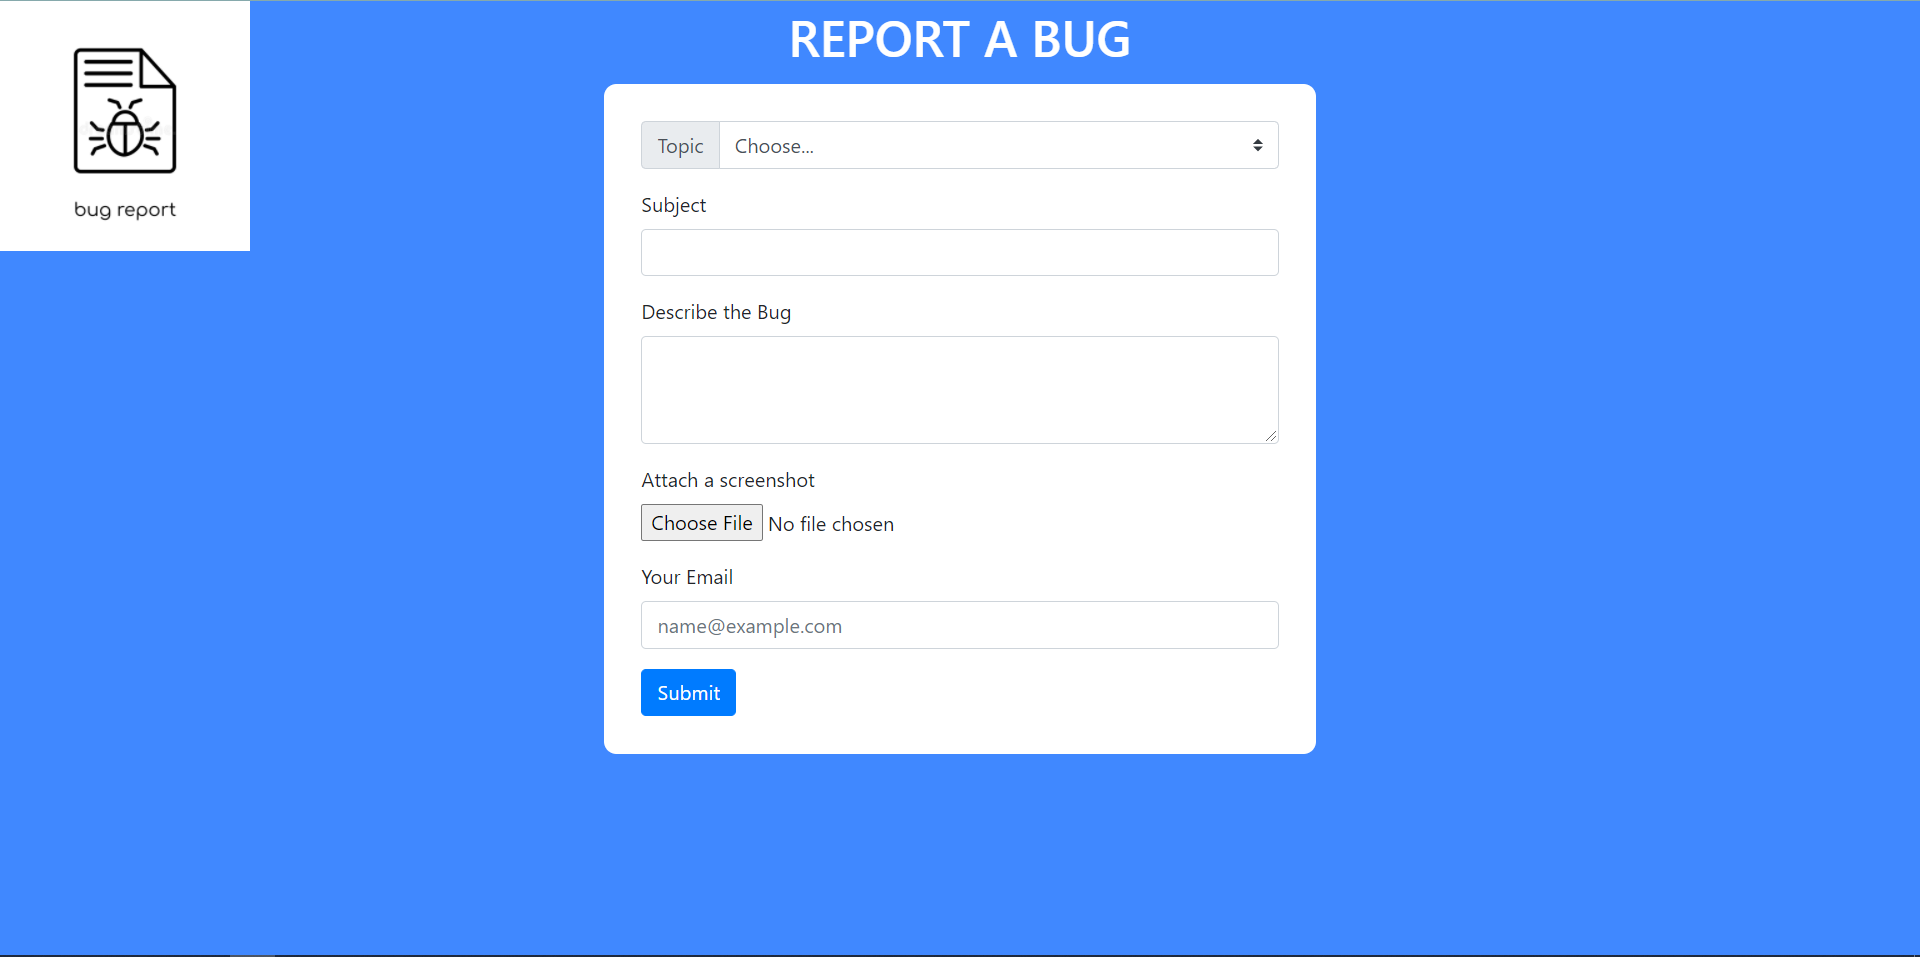 REPORT A BUG
bug report
Topic
Choose...
Subject
Describe the Bug
Attach a screenshot
Choose File No file chosen
Your Email
name@example.com
Submit